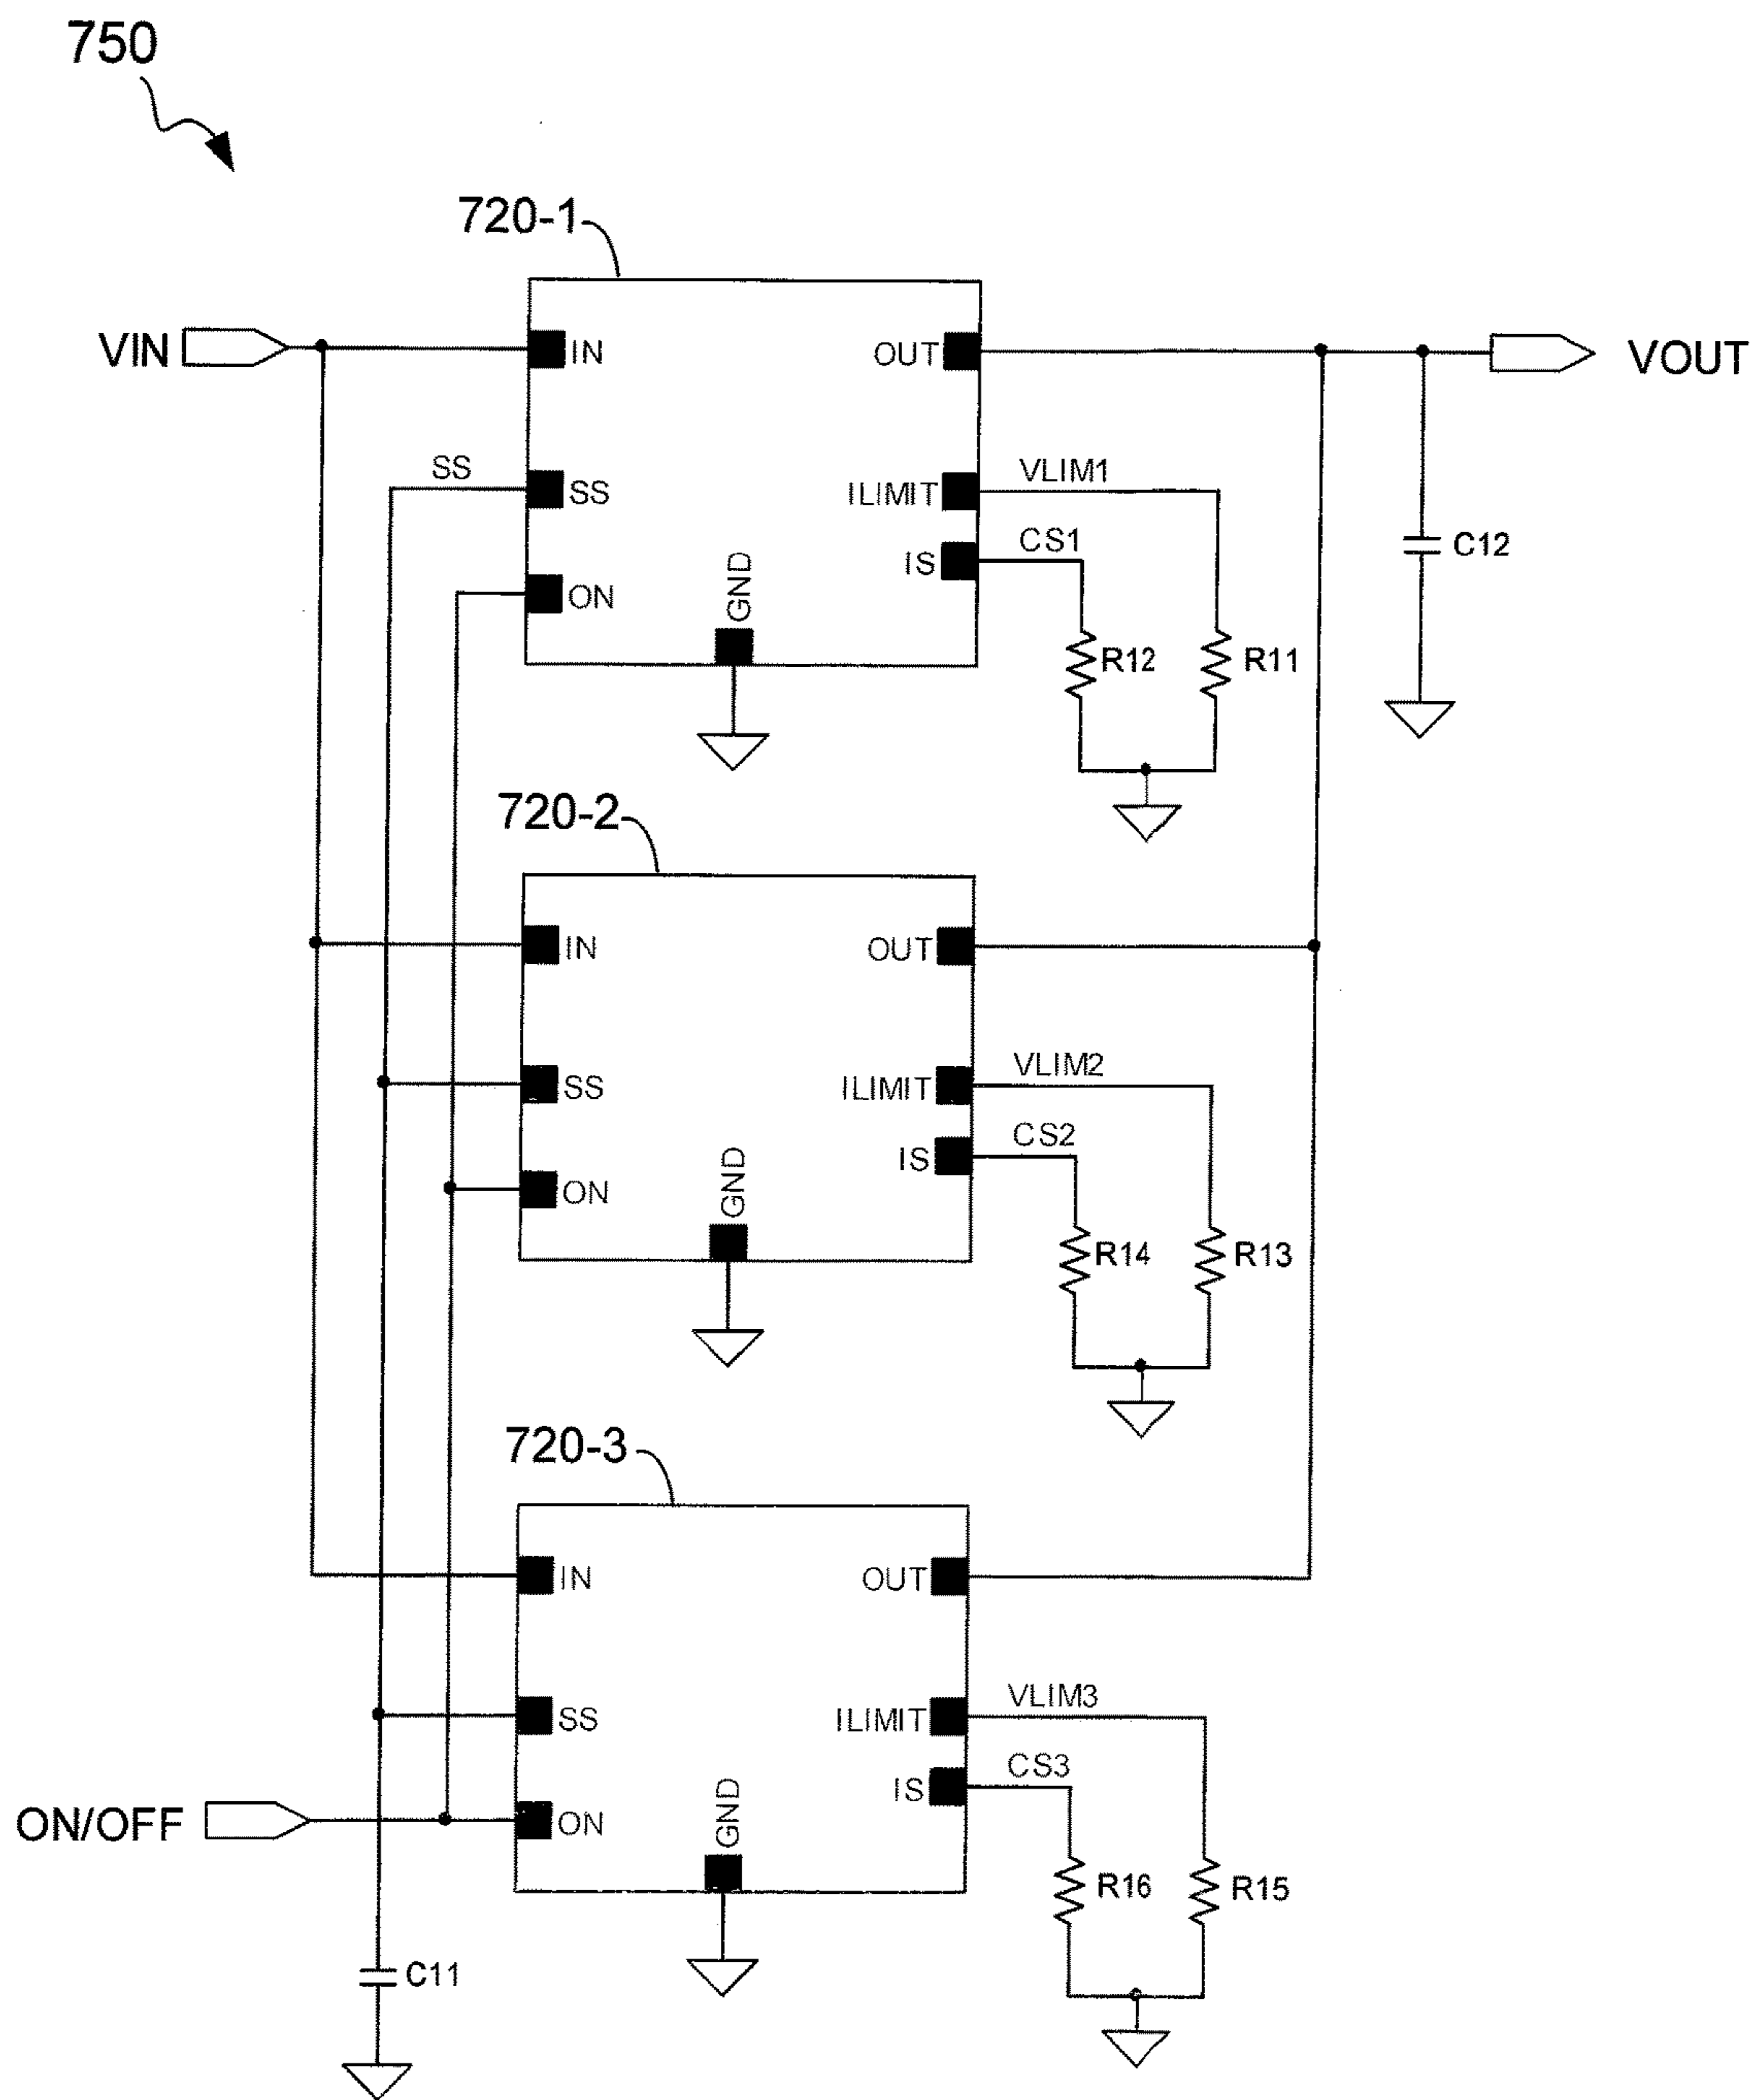 750
720-1
VIN
IN
OUT
VOUT
SS
SS
ILIMIT
VLIM1
IS
CS1
C12
ON
GND
R12
R11
720-2
IN
OUT
SS
ILIMIT
VLIM2
IS
CS2
ON
GND
R14
R13
720-3
IN
OUT
SS
ILIMIT
VLIM3
IS
CS3
ON/OFF
ON
GND
R16
R15
C11